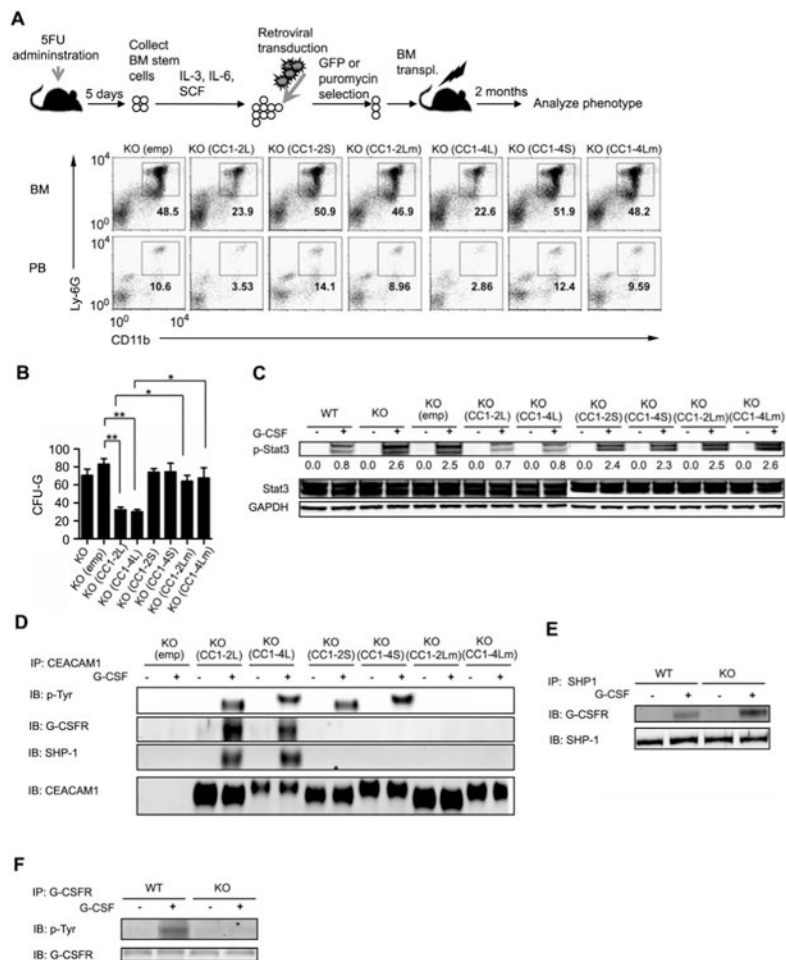 A
5FU
admininstration
5 days
Collect
BM stem
cells
IL-3, IL-6,
SCF
Retroviral
transduction
GFP or
puromycin
selection
BM
transpl.
2 months
Analyze phenotype
KO (emp) KO (CC1-2L) KO (CC1-2S) KO (CC1-2Lm) KO (CC1-4L) KO (CC1-4S) KO (CC1-4Lm)
BM
10^4
10^0
48.5 23.9 50.9 46.9 22.6 51.9 48.2
PB
10^4
10^0
10.6 3.53 14.1 8.96 2.86 12.4 9.59
Ly-6G
10^0 10^4
CD11b
B
* * ** **
CFU-G
100
80
60
40
20
0
KO
KO (emp)
KO (CC1-2L)
KO (CC1-4L)
KO (CC1-2S)
KO (CC1-4S)
KO (CC1-2Lm)
KO (CC1-4Lm)
C
WT KO KO (emp) KO (CC1-2L) KO (CC1-4L) KO (CC1-2S) KO (CC1-4S) KO (CC1-2Lm) KO (CC1-4Lm)
G-CSF - + - + - + - + - + - + - + - + - +
p-Stat3
0.0 0.8 0.0 2.6 0.0 2.5 0.0 0.7 0.0 0.8 0.0 2.4 0.0 2.3 0.0 2.5 0.0 2.6
Stat3
GAPDH
D
KO (emp) KO (CC1-2L) KO (CC1-4L) KO (CC1-2S) KO (CC1-4S) KO (CC1-2Lm) KO (CC1-4Lm)
IP: CEACAM1
G-CSF - + - + - + - + - + - + - +
IB: p-Tyr
IB: G-CSFR
IB: SHP-1
IB: CEACAM1
E
IP: SHP1 WT KO
G-CSF - + - +
IB: G-CSFR
IB: SHP-1
F
IP: G-CSFR WT KO
G-CSF - + - +
IB: p-Tyr
IB: G-CSFR